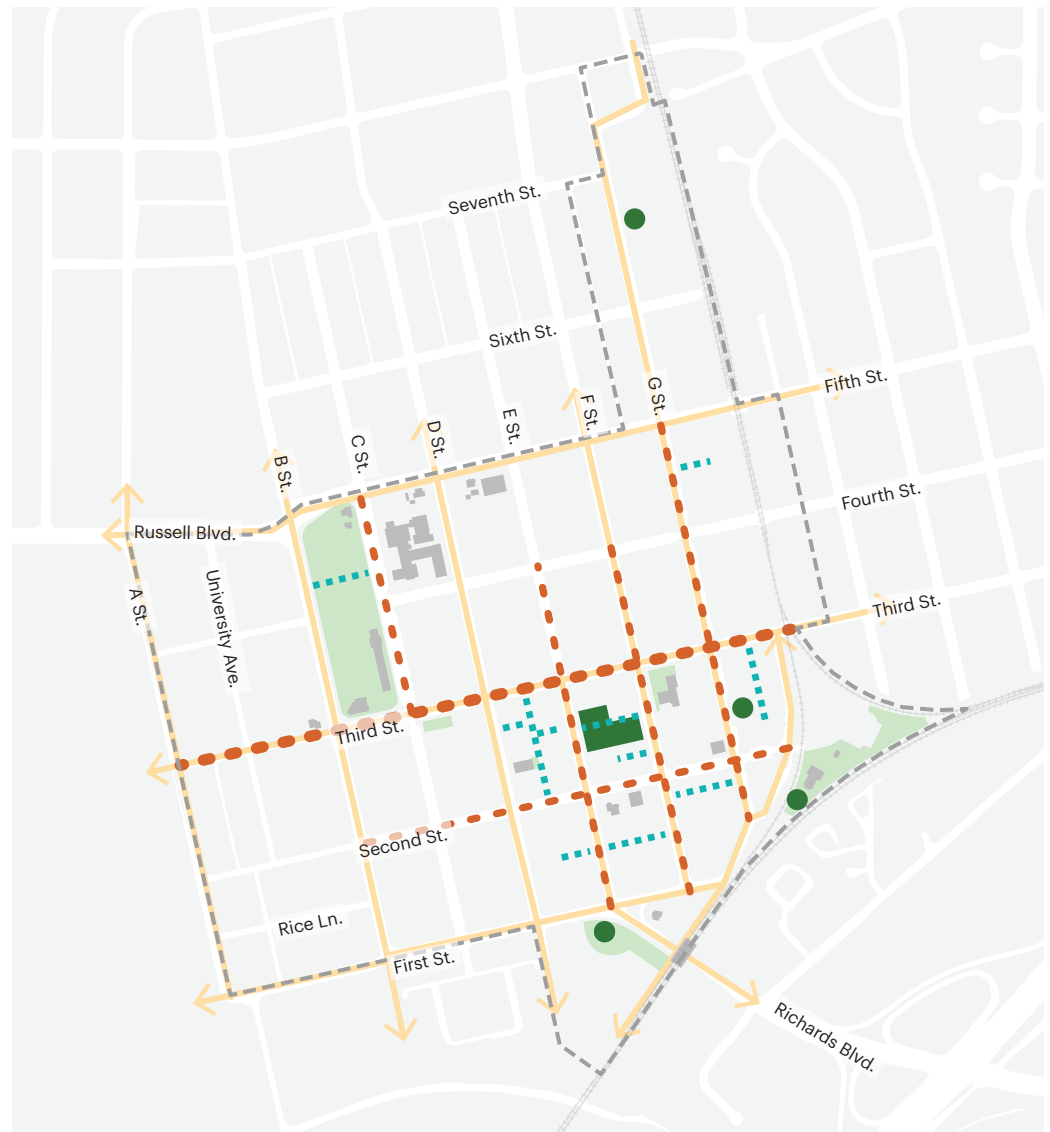 Seventh St.
Sixth St.
Fifth St.
G St.
F St.
E St.
D St.
C St.
B St.
Fourth St.
Russell Blvd.
A St.
University Ave.
Third St.
Third St.
Second St.
Rice Ln.
First St.
Richards Blvd.